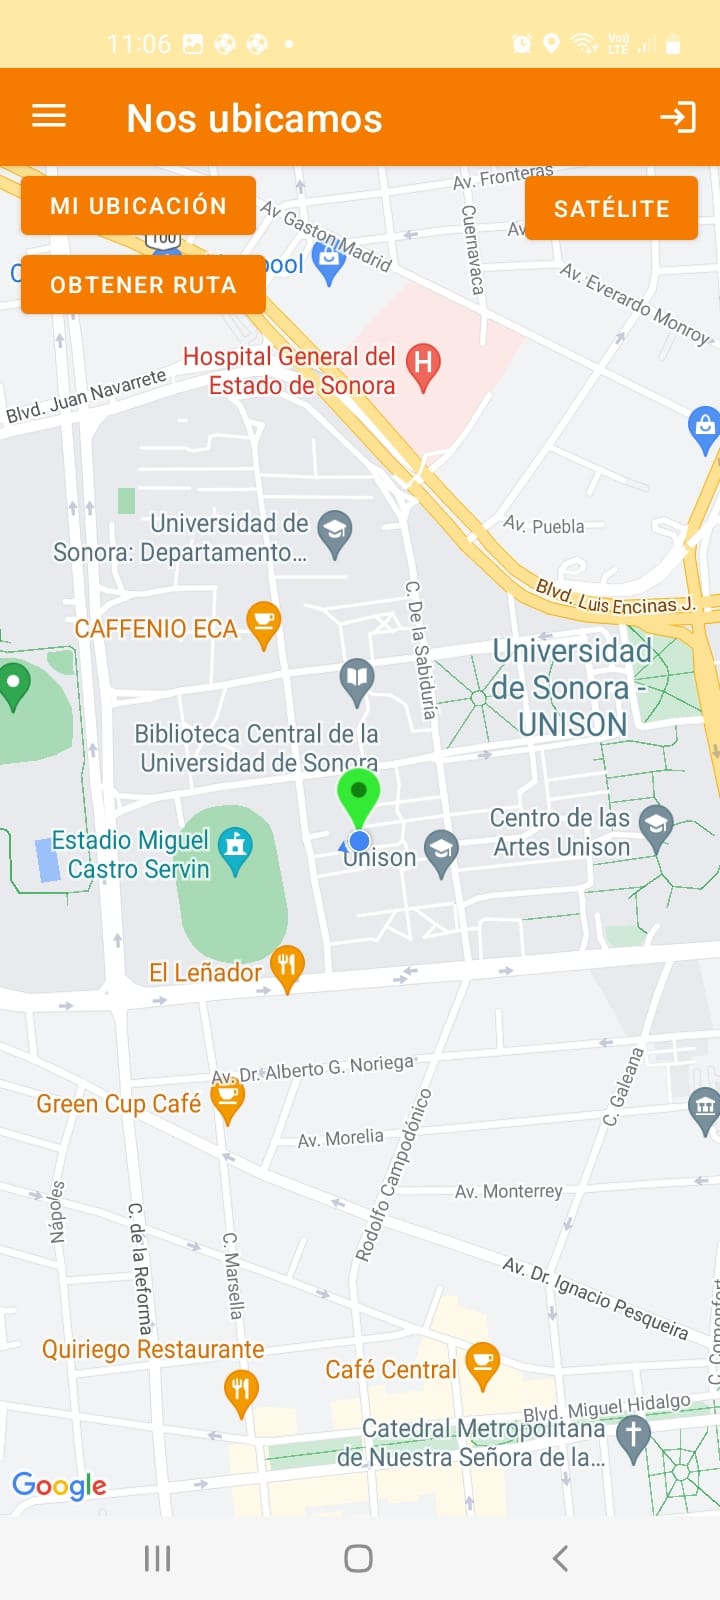 11:06
Vo)
LTE
Nos ubicamos
MI UBICACIÓN
SATÉLITE
OBTENER RUTA
Av. Fronteras
Av Gaston Madrid
Cuernavaca
Av. Everardo Monroy
Hospital General del
Estado de Sonora
Blvd. Juan Navarrete
Universidad de
Sonora: Departamento...
Av. Puebla
Blvd. Luis Encinas J.
CAFFENIO ECA
C. De la Sabiduría
Universidad
de Sonora -
UNISON
Biblioteca Central de la
Universidad de Sonora
Centro de las
Artes Unison
Estadio Miguel
Castro Servin
Unison
El Leñador
Av. Dr. Alberto G. Noriega
Green Cup Café
C. Galeana
Av. Morelia
Rodolfo Campodónico
Av. Monterrey
Nápoles
C. de la Reforma
C. Marsella
Av. Dr. Ignacio Pesqueira
Quiriego Restaurante
Café Central
Blvd. Miguel Hidalgo
Catedral Metropolitana
de Nuestra Señora de la...
Google